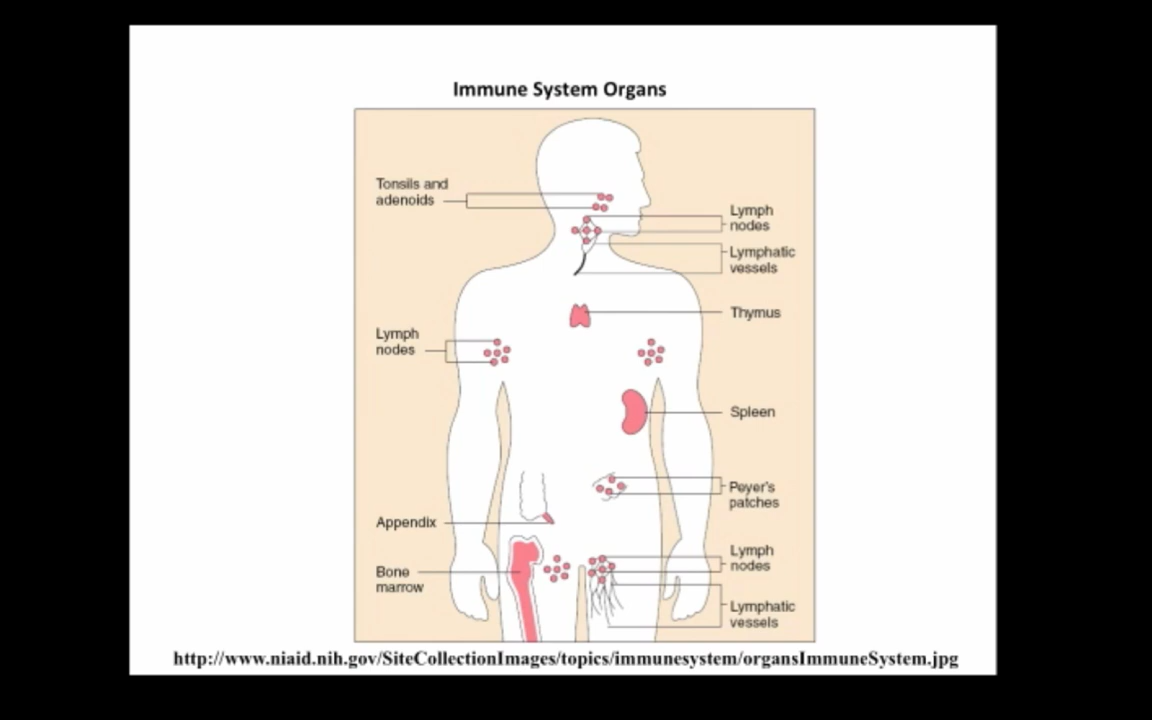 Immune System Organs
Tonsils and
adenoids
Lymph
nodes
Lymphatic
vessels
Thymus
Lymph
nodes
Spleen
Peyer's
patches
Appendix
Lymph
nodes
Bone
marrow
Lymphatic
vessels
http://www.niaid.nih.gov/SiteCollectionImages/topics/immunesystem/organsImmuneSystem.jpg